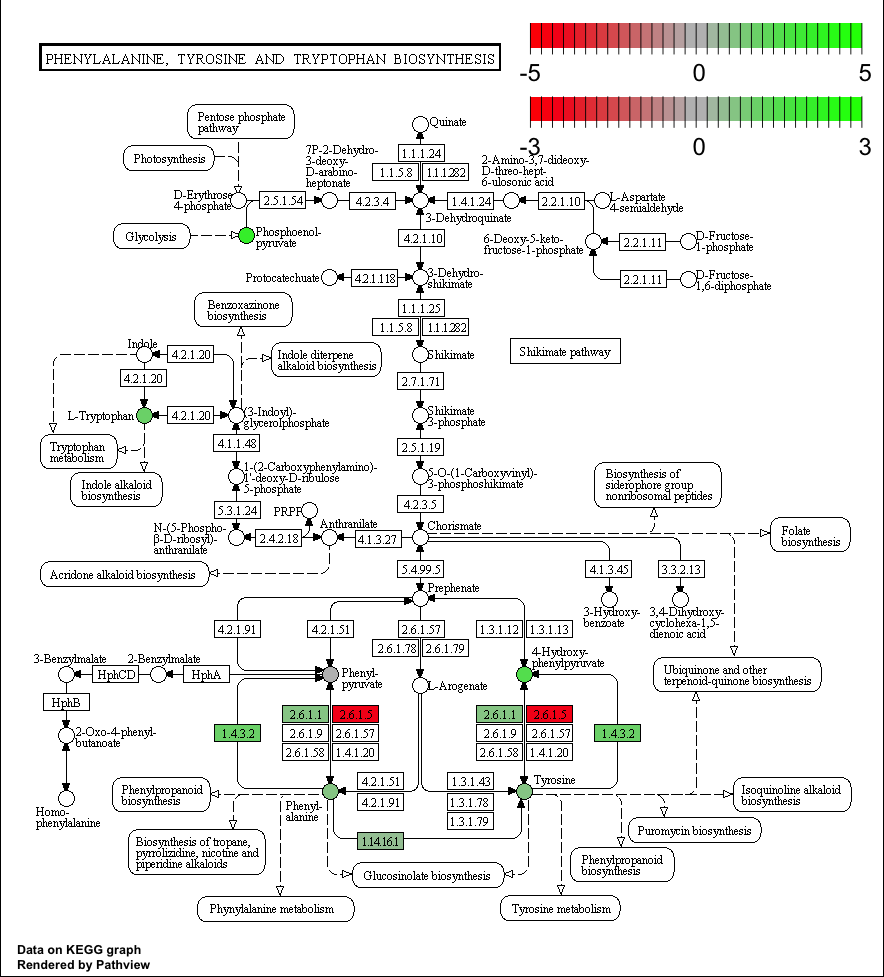 PHENYLALANINE, TYROSINE AND TRYPTOPHAN BIOSYNTHESIS
-5 0 5
-3 0 3
Pentose phosphate
pathway
Photosynthesis
Glycolysis
D-Erythrose
4-phosphate
Phosphoenol-
pyruvate
2.5.1.54
7P-2-Dehydro-
3-deoxy-
D-arabino-
heptonate
4.2.3.4
Quinate
1.1.1.24
1.1.5.8
1.1.1.282
2-Amino-3,7-dideoxy-
D-threo-hept-
6-ulosonic acid
1.4.1.24
2.2.1.10
L-Aspartate
4-semialdehyde
3-Dehydroquinate
4.2.1.10
6-Deoxy-5-keto-
fructose-1-phosphate
2.2.1.11
D-Fructose-
1-phosphate
2.2.1.11
D-Fructose-
1,6-diphosphate
Protocatechuate
4.2.1.118
3-Dehydro-
shikimate
1.1.1.25
1.1.5.8
1.1.1.282
Benzoxazinone
biosynthesis
Indole
4.2.1.20
4.2.1.20
Indole diterpene
alkaloid biosynthesis
Shikimate
Shikimate pathway
2.7.1.71
L-Tryptophan
4.2.1.20
(3-Indoyl)-
glycerolphosphate
Shikimate
3-phosphate
4.1.1.48
2.5.1.19
Tryptophan
metabolism
Indole alkaloid
biosynthesis
1-(2-Carboxyphenylamino)-
1'-deoxy-D-ribulose
5-phosphate
5-O-(1-Carboxyvinyl)-
3-phosphoshikimate
Biosynthesis of
siderophore group
nonribosomal peptides
5.3.1.24
PRPP
4.2.3.5
N-(5-Phospho-
β-D-ribosyl)-
anthranilate
2.4.2.18
Anthranilate
4.1.3.27
Chorismate
Folate
biosynthesis
Acridone alkaloid biosynthesis
5.4.99.5
4.1.3.45
3.3.2.13
Prephenate
3-Hydroxy-
benzoate
3,4-Dihydroxy-
cyclohexa-1,5-
dienoic acid
4.2.1.91
4.2.1.51
2.6.1.57
2.6.1.78
2.6.1.79
1.3.1.12
1.3.1.13
3-Benzylmalate
2-Benzylmalate
HphCD
HphA
Phenyl-
pyruvate
4-Hydroxy-
phenylpyruvate
Ubiquinone and other
terpenoid-quinone biosynthesis
L-Arogenate
HphB
2-Oxo-4-phenyl-
butanoate
1.4.3.2
2.6.1.1
2.6.1.5
2.6.1.9
2.6.1.57
2.6.1.58
1.4.1.20
2.6.1.1
2.6.1.5
2.6.1.9
2.6.1.57
2.6.1.58
1.4.1.20
1.4.3.2
Homo-
phenylalanine
Phenylpropanoid
biosynthesis
Phenyl-
alanine
4.2.1.51
4.2.1.91
1.3.1.43
1.3.1.78
1.3.1.79
Tyrosine
Isoquinoline alkaloid
biosynthesis
Puromycin biosynthesis
Biosynthesis of tropane,
pyrrolizidine, nicotine and
piperidine alkaloids
1.14.16.1
Phenylpropanoid
biosynthesis
Glucosinolate biosynthesis
Phynylalanine metabolism
Tyrosine metabolism
Data on KEGG graph
Rendered by Pathview